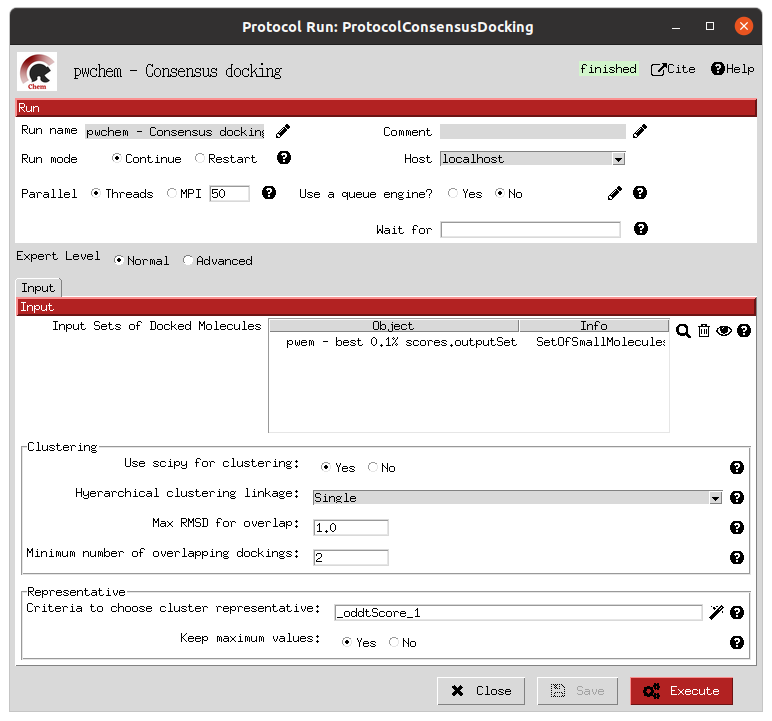 Protocol Run: ProtocolConsensusDocking
Chem
pwchem - Consensus docking
finished Cite Help
Run
Run name pwchem - Consensus docking Comment
Run mode Continue Restart Host localhost
Parallel Threads MPI 50 Use a queue engine? Yes No
Wait for
Expert Level Normal Advanced
Input
Input
Input Sets of Docked Molecules Object Info
pwem - best 0.1% scores.outputSet SetOfSmallMolecules
Clustering
Use scipy for clustering: Yes No
Hyerarchical clustering linkage: Single
Max RMSD for overlap: 1.0
Minimum number of overlapping dockings: 2
Representative
Criteria to choose cluster representative: _oddtScore_1
Keep maximum values: Yes No
Close Save Execute